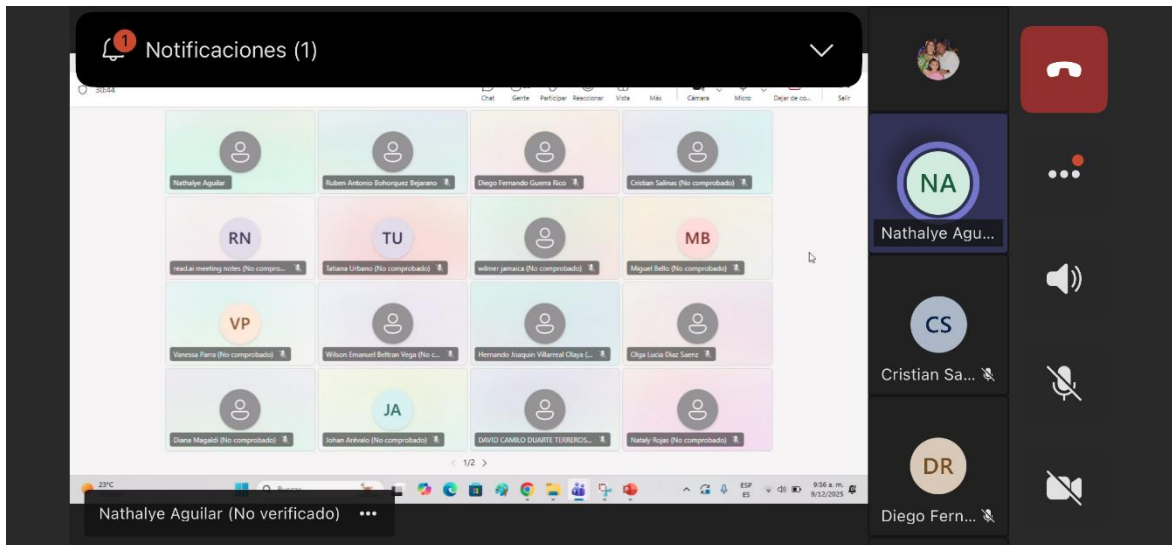 1
Notificaciones (1)
30:44
Chat Gente Participar Reaccionar Vista Más Cámara Micro Dejar de co... Salir
Nathalye Aguilar
Ruben Antonio Bohorquez Bejarano
Diego Fernando Guerra Rico
Cristian Salinas (No comprobado)
RN
TU
MB
read.ai meeting notes (No compro...
Tatiana Urbano (No comprobado)
wilmer jamaica (No comprobado)
Miguel Bello (No comprobado)
VP
Vanessa Parra (No comprobado)
Wilson Emanuel Beltran Vega (No c...
Hernando Joaquin Villarreal Olaya (...
Olga Lucia Diaz Saenz
JA
Diana Magaldi (No comprobado)
Johan Arévalo (No comprobado)
DAVID CAMILO DUARTE TERREROS...
Nataly Rojas (No comprobado)
1/2
23°C
Buscar
ESP
ES
9:56 a. m.
9/12/2025
Nathalye Aguilar (No verificado) •••
NA
Nathalye Agu...
CS
Cristian Sa...
DR
Diego Fern...